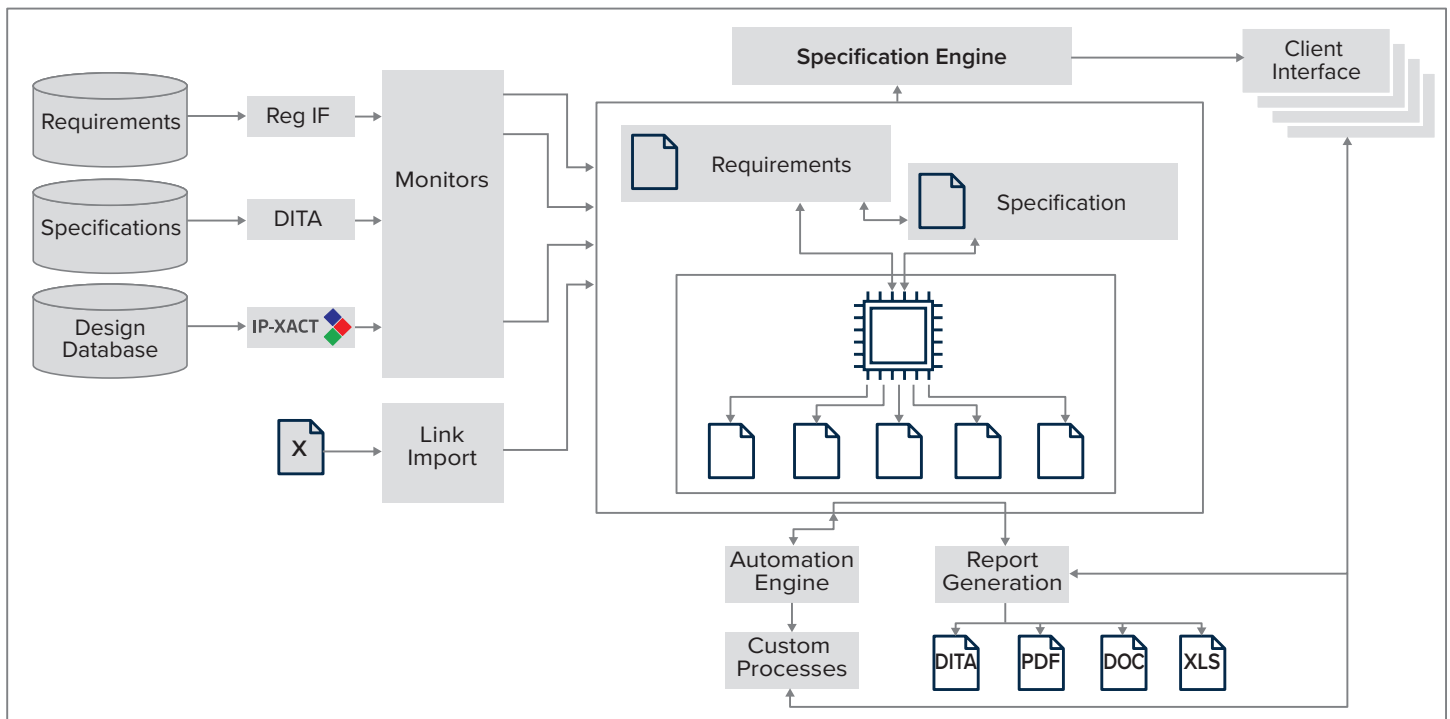 Specification Engine
Client
Interface
Requirements
Reg IF
Monitors
Requirements
Specifications
DITA
Specification
Design
Database
IP-XACT
X
Link
Import
Automation
Engine
Report
Generation
Custom
Processes
DITA
PDF
DOC
XLS